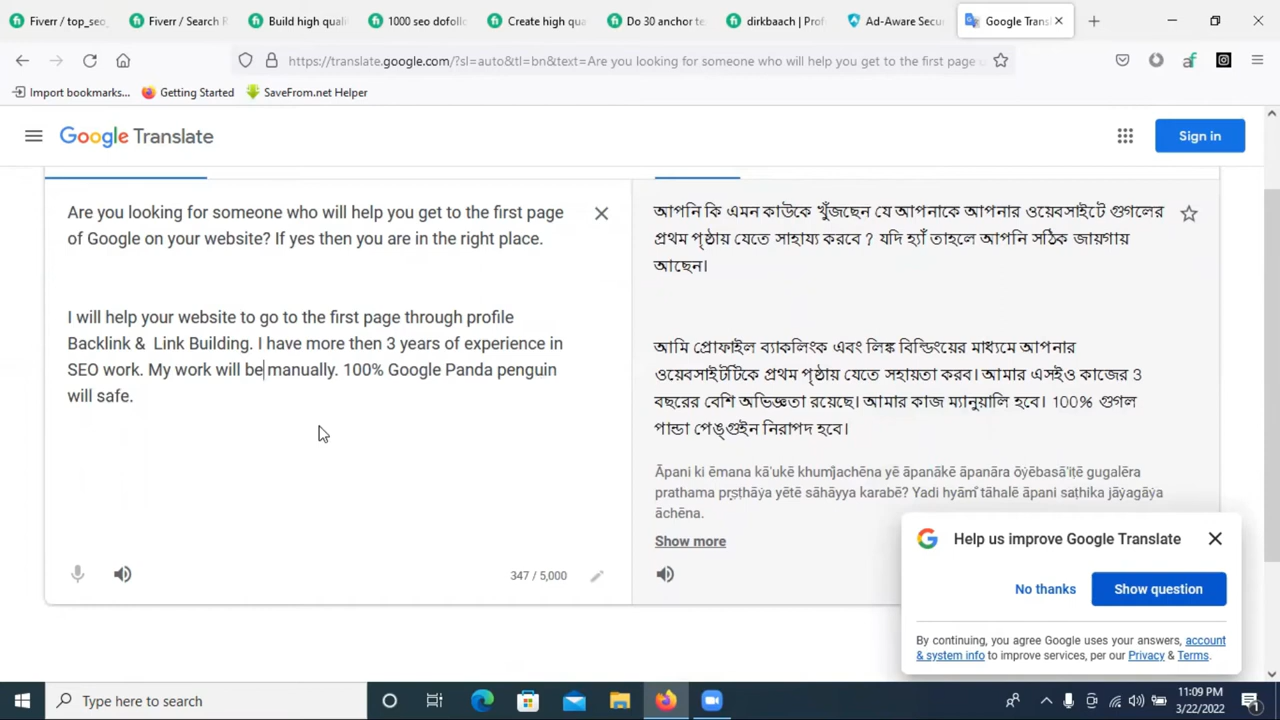 Fiverr / top_seo
Fiverr / Search R
Build high quali
1000 seo dofollo
Create high qua
Do 30 anchor te
dirkbaach | Prof
Ad-Aware Secu
Google Transl
https://translate.google.com/?sl=auto&tl=bn&text=Are you looking for someone who will help you get to the first page o
Import bookmarks...
Getting Started
SaveFrom.net Helper
Google Translate
Sign in
Are you looking for someone who will help you get to the first page
of Google on your website? If yes then you are in the right place.
I will help your website to go to the first page through profile
Backlink &  Link Building. I have more then 3 years of experience in
SEO work. My work will be manually. 100% Google Panda penguin
will safe.
347 / 5,000
আপনি কি এমন কাউকে খুঁজছেন যে আপনাকে আপনার ওয়েবসাইটে গুগলের
প্রথম পৃষ্ঠায় যেতে সাহায্য করবে ? যদি হ্যাঁ তাহলে আপনি সঠিক জায়গায়
আছেন।
আমি প্রোফাইল ব্যাকলিংক এবং লিঙ্ক বিল্ডিংয়ের মাধ্যমে আপনার
ওয়েবসাইটটিকে প্রথম পৃষ্ঠায় যেতে সহায়তা করব। আমার এসইও কাজের 3
বছরের বেশি অভিজ্ঞতা রয়েছে। আমার কাজ ম্যানুয়ালি হবে। 100% গুগল
পান্ডা পেঙ্গুইন নিরাপদ হবে।
Āpani ki ēmana kā'ukē khum̐jachēna yē āpanākē āpanāra ōẏēbasā'iṭē gugalēra
prathama pr̥ṣṭhāẏa yētē sāhāyya karabē? Yadi hyām̐ tāhalē āpani saṭhika jāẏagāẏa
āchēna.
Show more
Help us improve Google Translate
No thanks
Show question
By continuing, you agree Google uses your answers, account
& system info to improve services, per our Privacy & Terms.
Type here to search
11:09 PM
3/22/2022
1